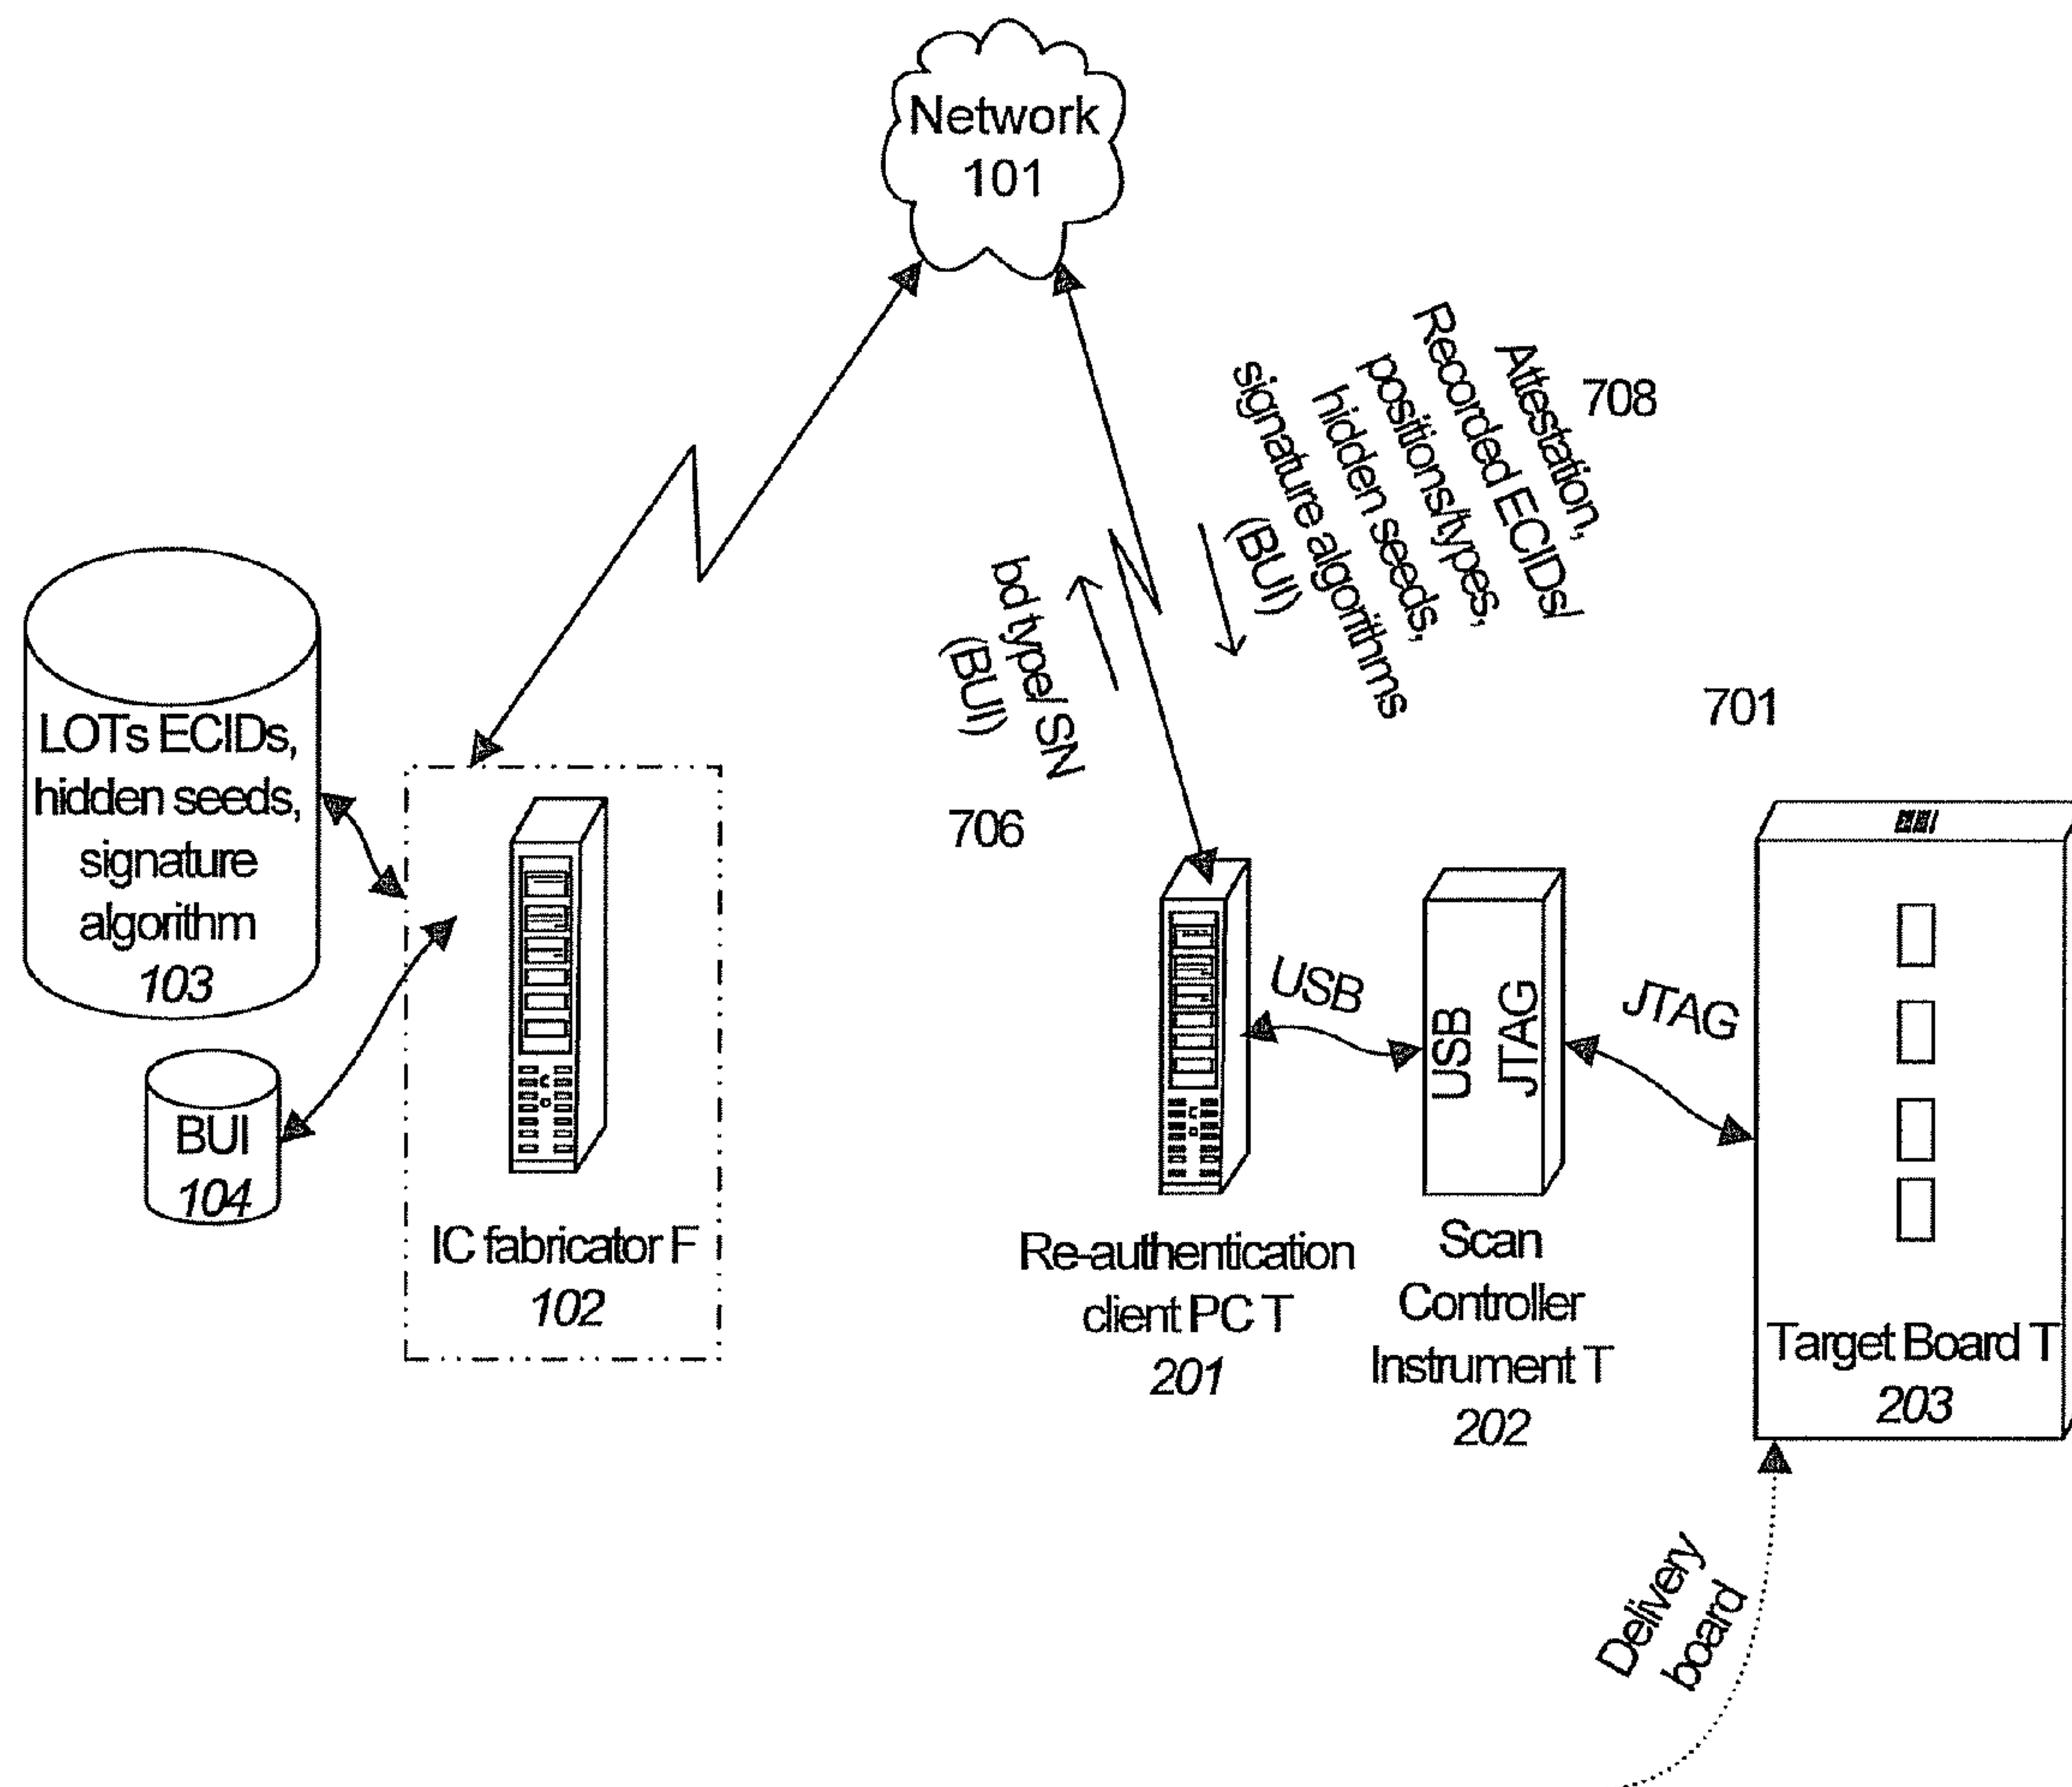 Network
101
Attestation,
Recorded ECIDs/
positions/types,
hidden seeds,
signature algorithms
(BUI)
708
bd type/ SN
(BUI)
706
701
LOTs ECIDs,
hidden seeds,
signature
algorithm
103
BUI
104
IC fabricator F
102
Re-authentication
client PC T
201
USB
USB
JTAG
Scan
Controller
Instrument T
202
JTAG
Target Board T
203
Delivery
board